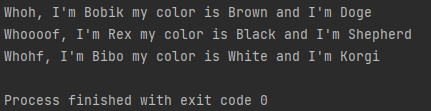 Whoh, I'm Bobik my color is Brown and I'm Doge
Whoooof, I'm Rex my color is Black and I'm Shepherd
Whohf, I'm Bibo my color is White and I'm Korgi
Process finished with exit code 0